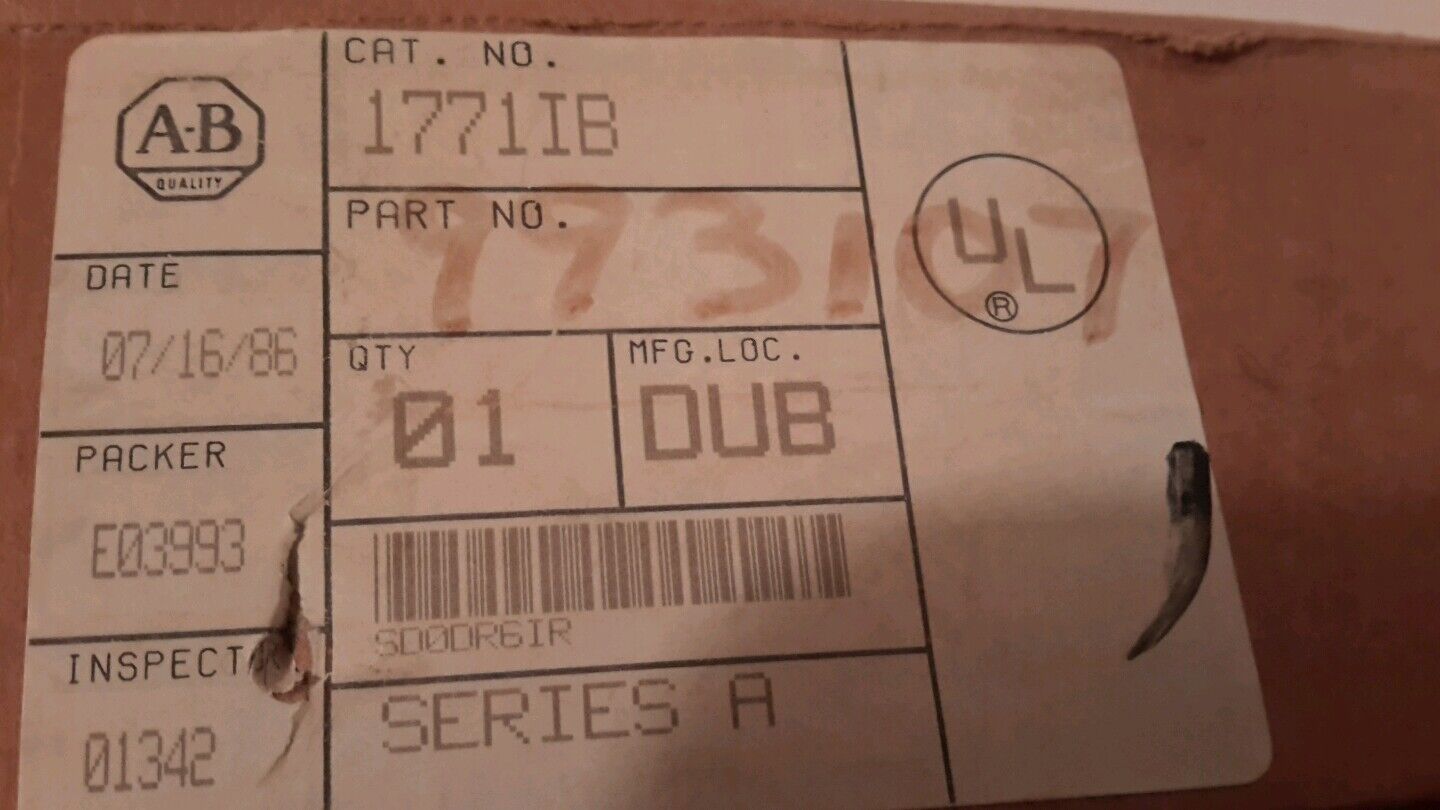 A-B
QUALITY
CAT. NO.
1771IB
PART NO.
773107
UL
®
DATE
07/16/86
QTY
01
MFG.LOC.
DUB
PACKER
E03993
SD0DR6IR
INSPECT
01342
SERIES A